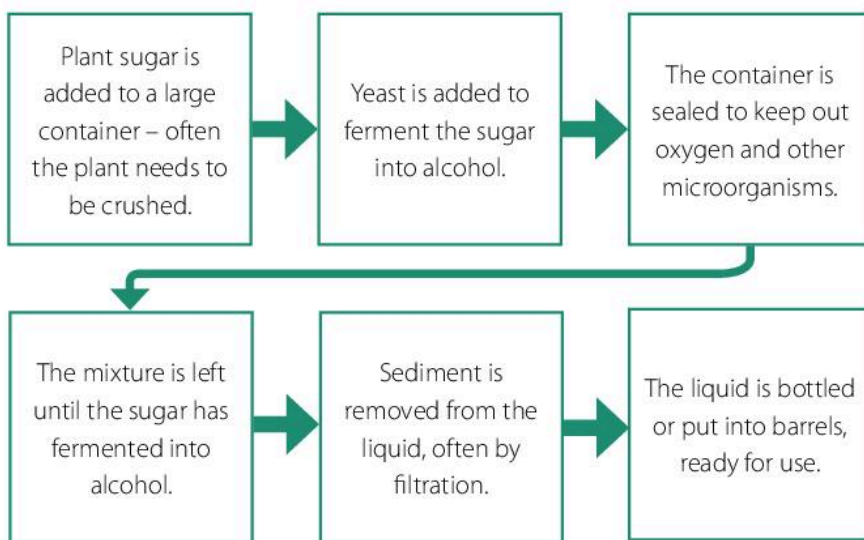 Plant sugar is
added to a large
container – often
the plant needs to
be crushed.
Yeast is added to
ferment the sugar
into alcohol.
The container is
sealed to keep out
oxygen and other
microorganisms.
The mixture is left
until the sugar has
fermented into
alcohol.
Sediment is
removed from the
liquid, often by
filtration.
The liquid is bottled
or put into barrels,
ready for use.